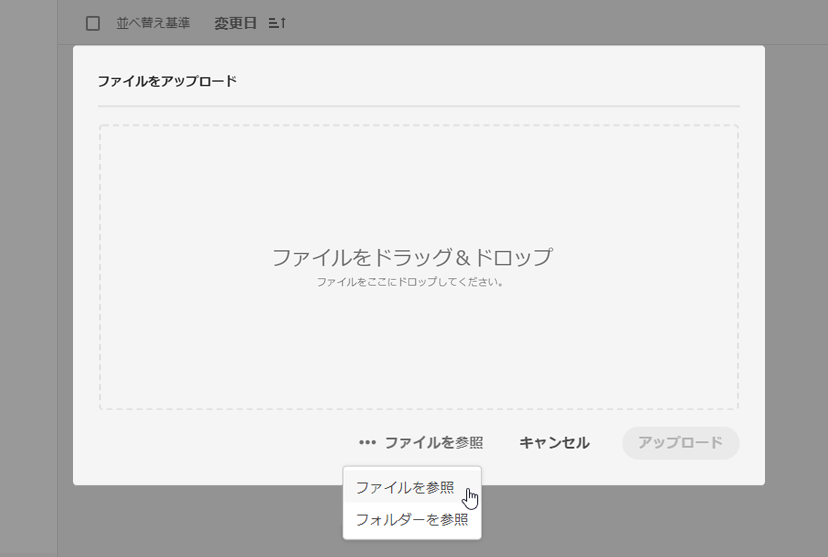 並べ替え基準 変更日
ファイルをアップロード
ファイルをドラッグ＆ドロップ
ファイルをここにドロップしてください。
••• ファイルを参照 キャンセル アップロード
ファイルを参照
フォルダーを参照